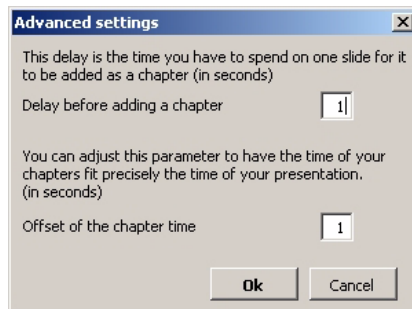 Advanced settings
This delay is the time you have to spend on one slide for it
to be added as a chapter (in seconds)
Delay before adding a chapter 1
You can adjust this parameter to have the time of your
chapters fit precisely the time of your presentation.
(in seconds)
Offset of the chapter time 1
Ok Cancel